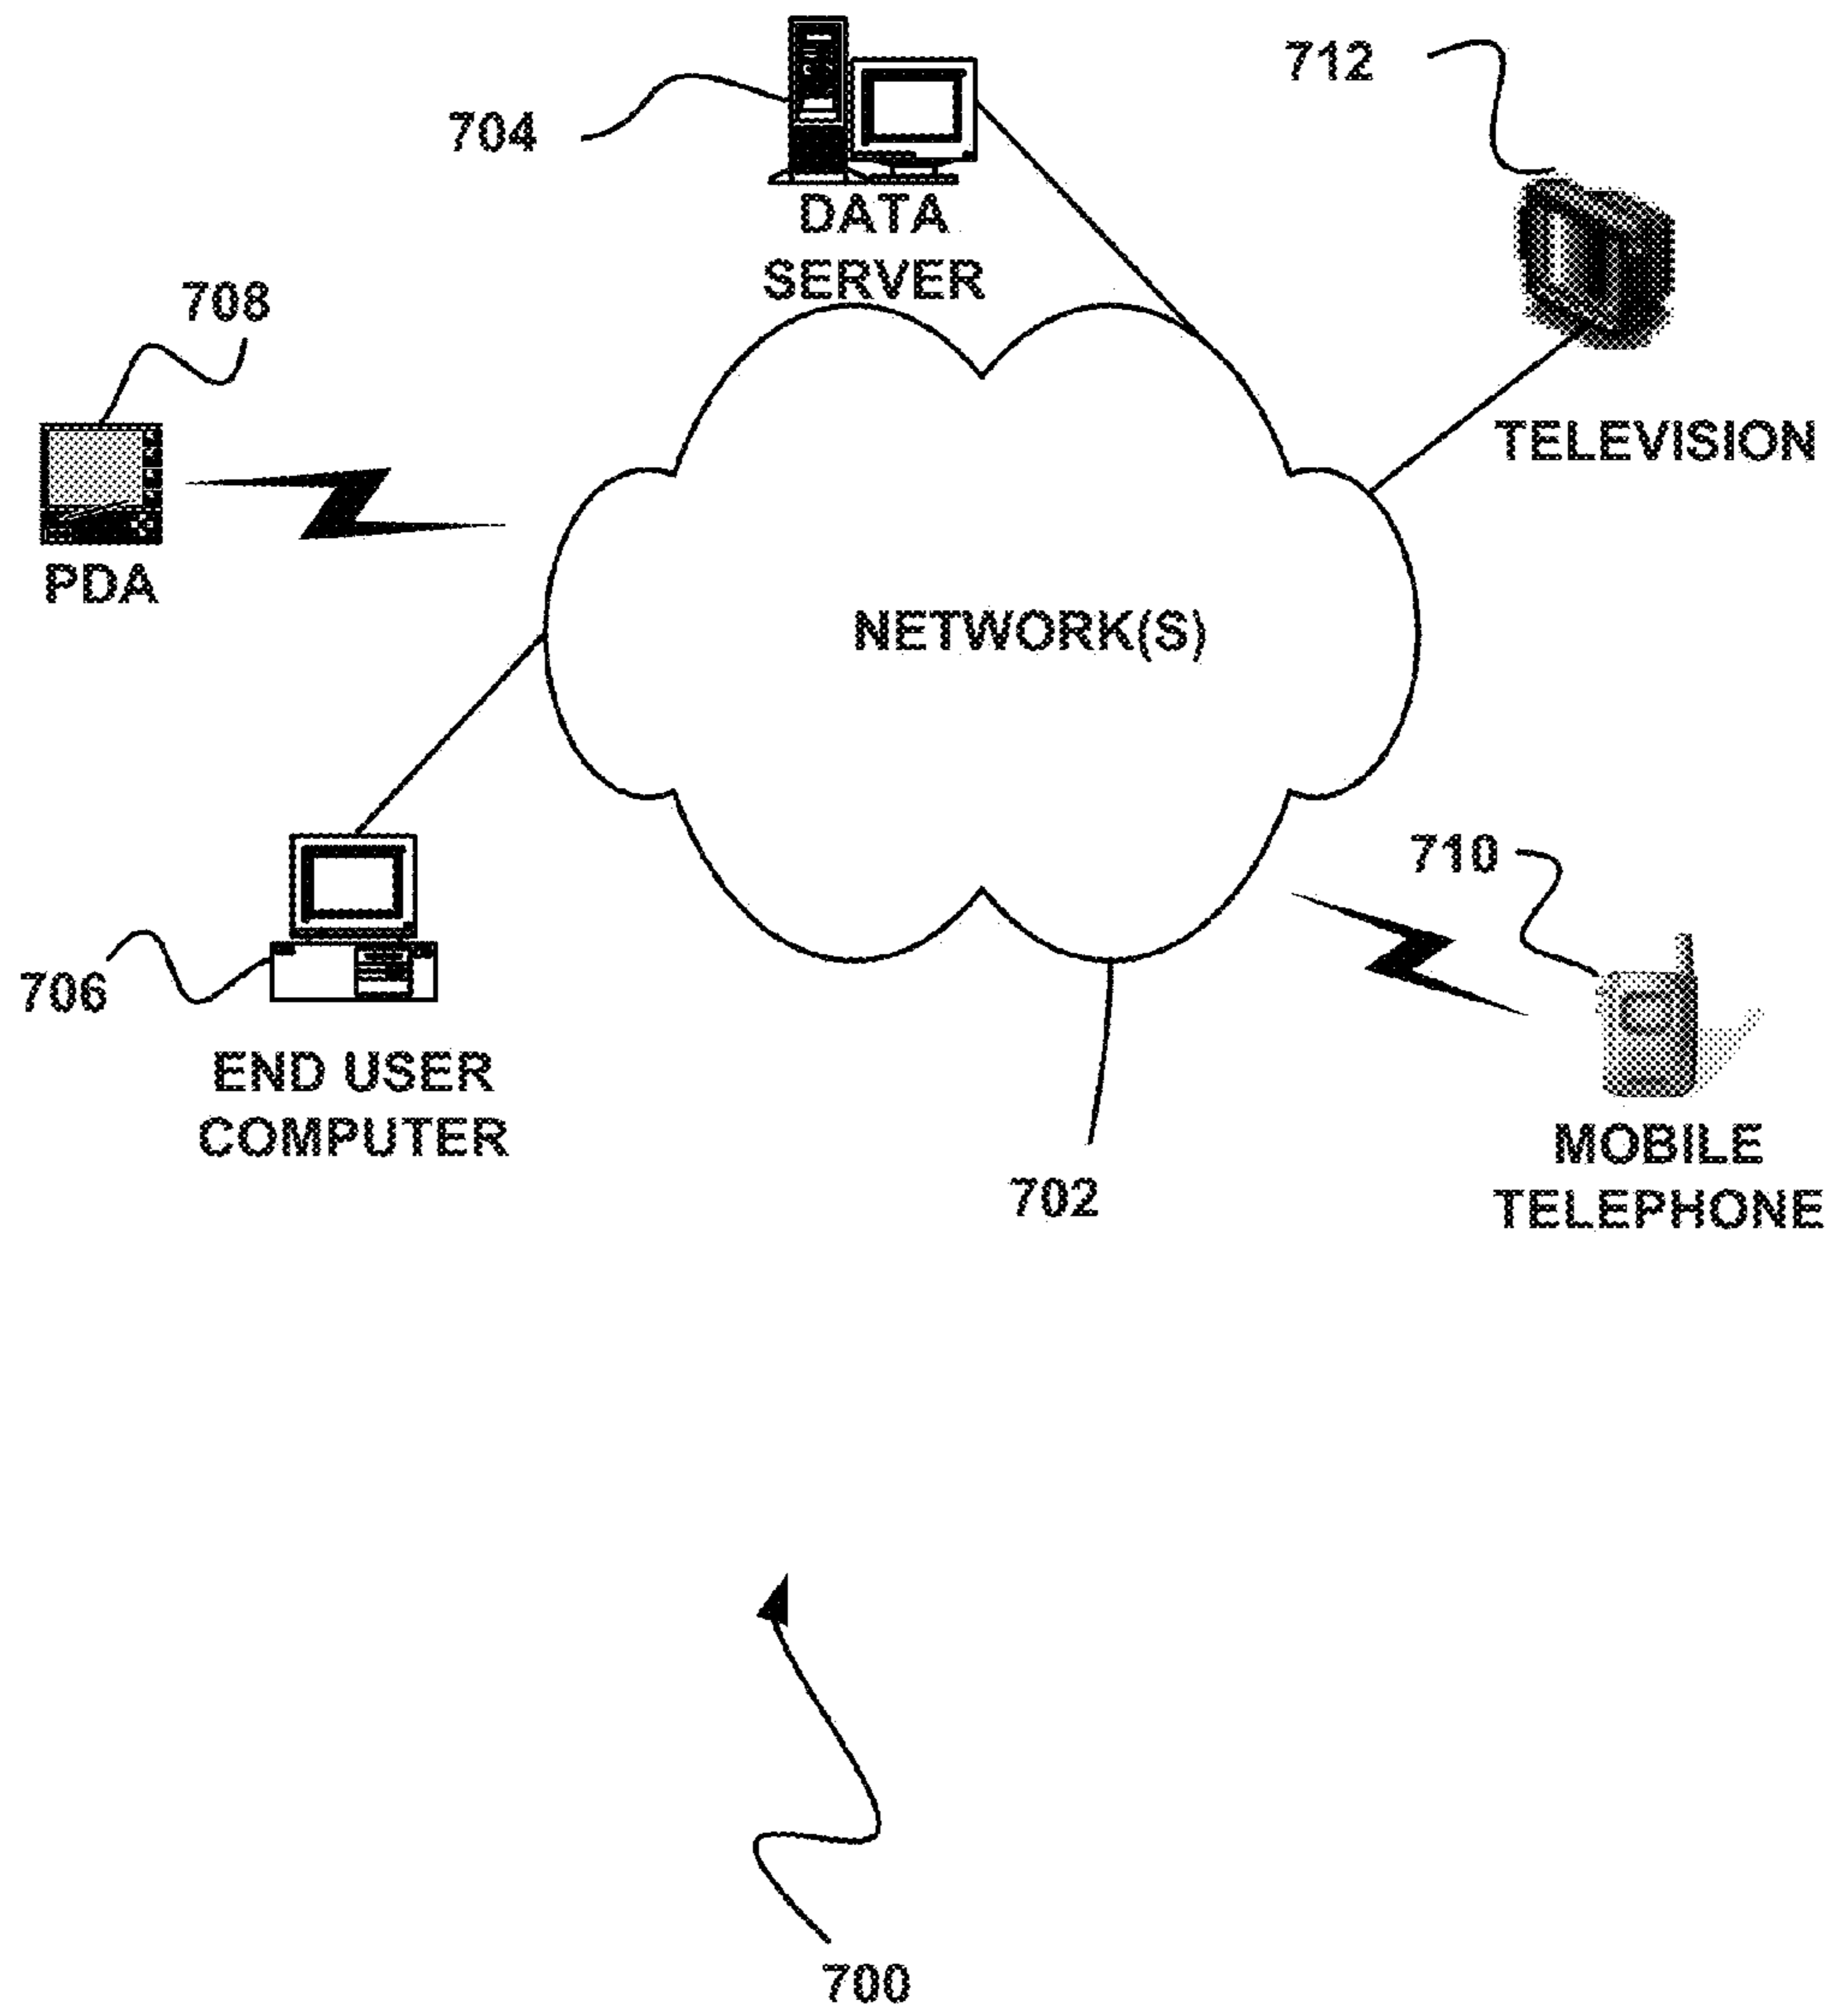 712
704
DATA
SERVER
708
TELEVISION
PDA
NETWORK(S)
710
706
END USER
COMPUTER
MOBILE
TELEPHONE
702
700